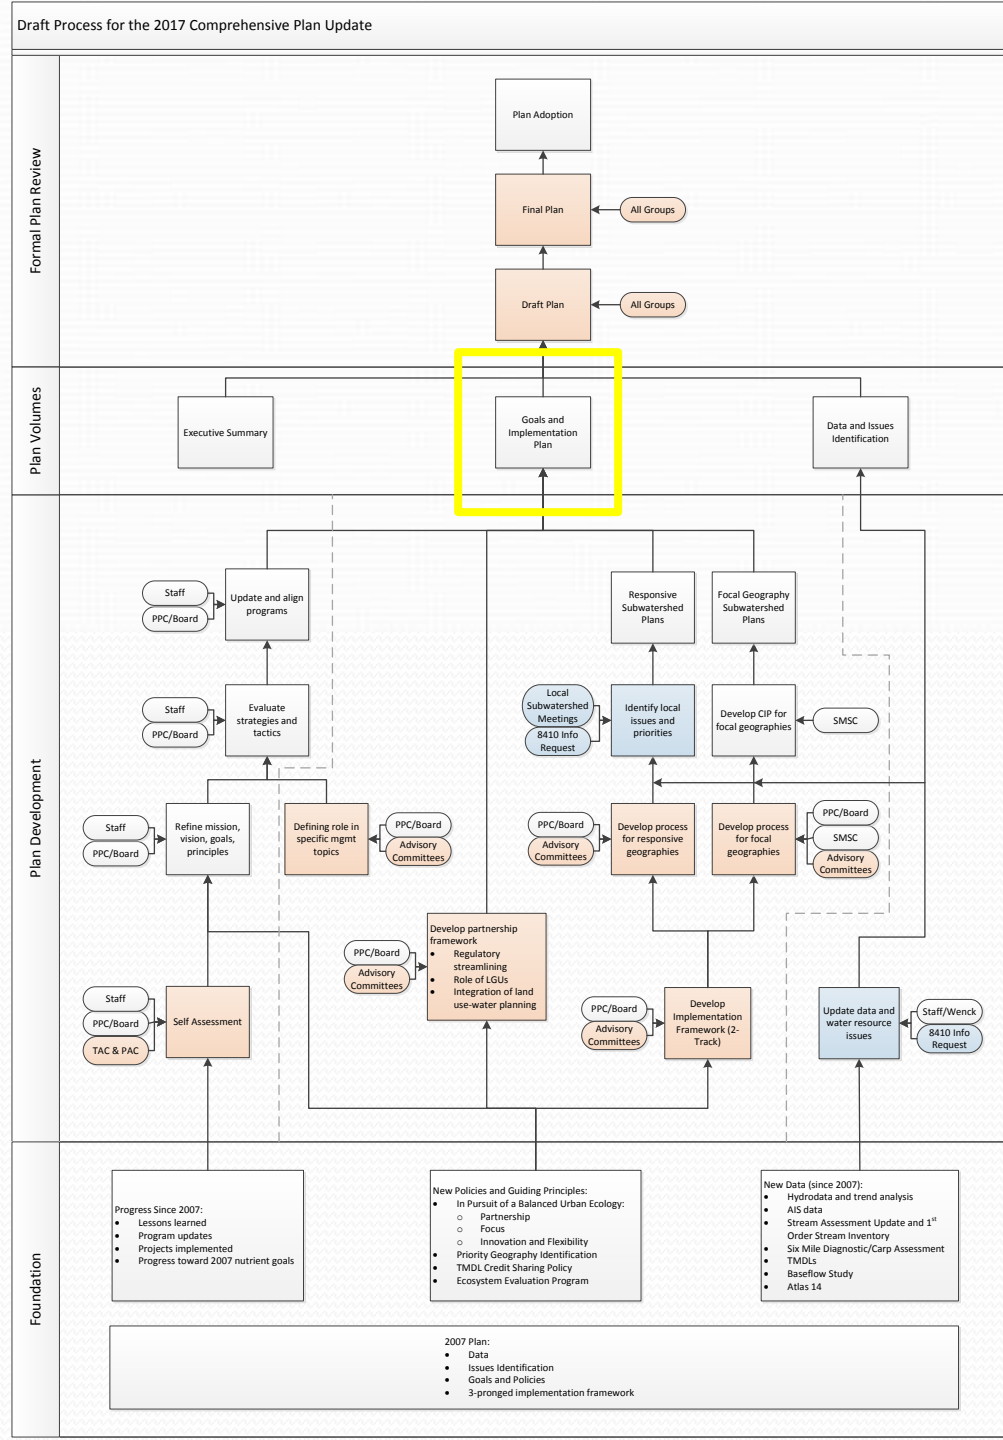 Draft Process for the 2017 Comprehensive Plan Update
Formal Plan Review
Plan Adoption
Final Plan
All Groups
Draft Plan
All Groups
Plan Volumes
Executive Summary
Goals and
Implementation
Plan
Data and Issues
Identification
Plan Development
Staff
PPC/Board
Update and align
programs
Responsive
Subwatershed
Plans
Focal Geography
Subwatershed
Plans
Staff
PPC/Board
Evaluate
strategies and
tactics
Local
Subwatershed
Meetings
8410 Info
Request
Identify local
issues and
priorities
Develop CIP for
focal geographies
SMSC
Staff
PPC/Board
Refine mission,
vision, goals,
principles
Defining role in
specific mgmt
topics
PPC/Board
Advisory
Committees
PPC/Board
Advisory
Committees
Develop process
for responsive
geographies
Develop process
for focal
geographies
PPC/Board
SMSC
Advisory
Committees
PPC/Board
Advisory
Committees
Develop partnership
framework
• Regulatory
streamlining
• Role of LGUs
• Integration of land
use-water planning
Staff
PPC/Board
TAC & PAC
Self Assessment
PPC/Board
Advisory
Committees
Develop
Implementation
Framework (2-
Track)
Update data and
water resource
issues
Staff/Wenck
8410 Info
Request
Foundation
Progress Since 2007:
• Lessons learned
• Program updates
• Projects implemented
• Progress toward 2007 nutrient goals
New Policies and Guiding Principles:
• In Pursuit of a Balanced Urban Ecology:
o Partnership
o Focus
o Innovation and Flexibility
• Priority Geography Identification
• TMDL Credit Sharing Policy
• Ecosystem Evaluation Program
New Data (since 2007):
• Hydrodata and trend analysis
• AIS data
• Stream Assessment Update and 1st
Order Stream Inventory
• Six Mile Diagnostic/Carp Assessment
• TMDLs
• Baseflow Study
• Atlas 14
2007 Plan:
• Data
• Issues Identification
• Goals and Policies
• 3-pronged implementation framework